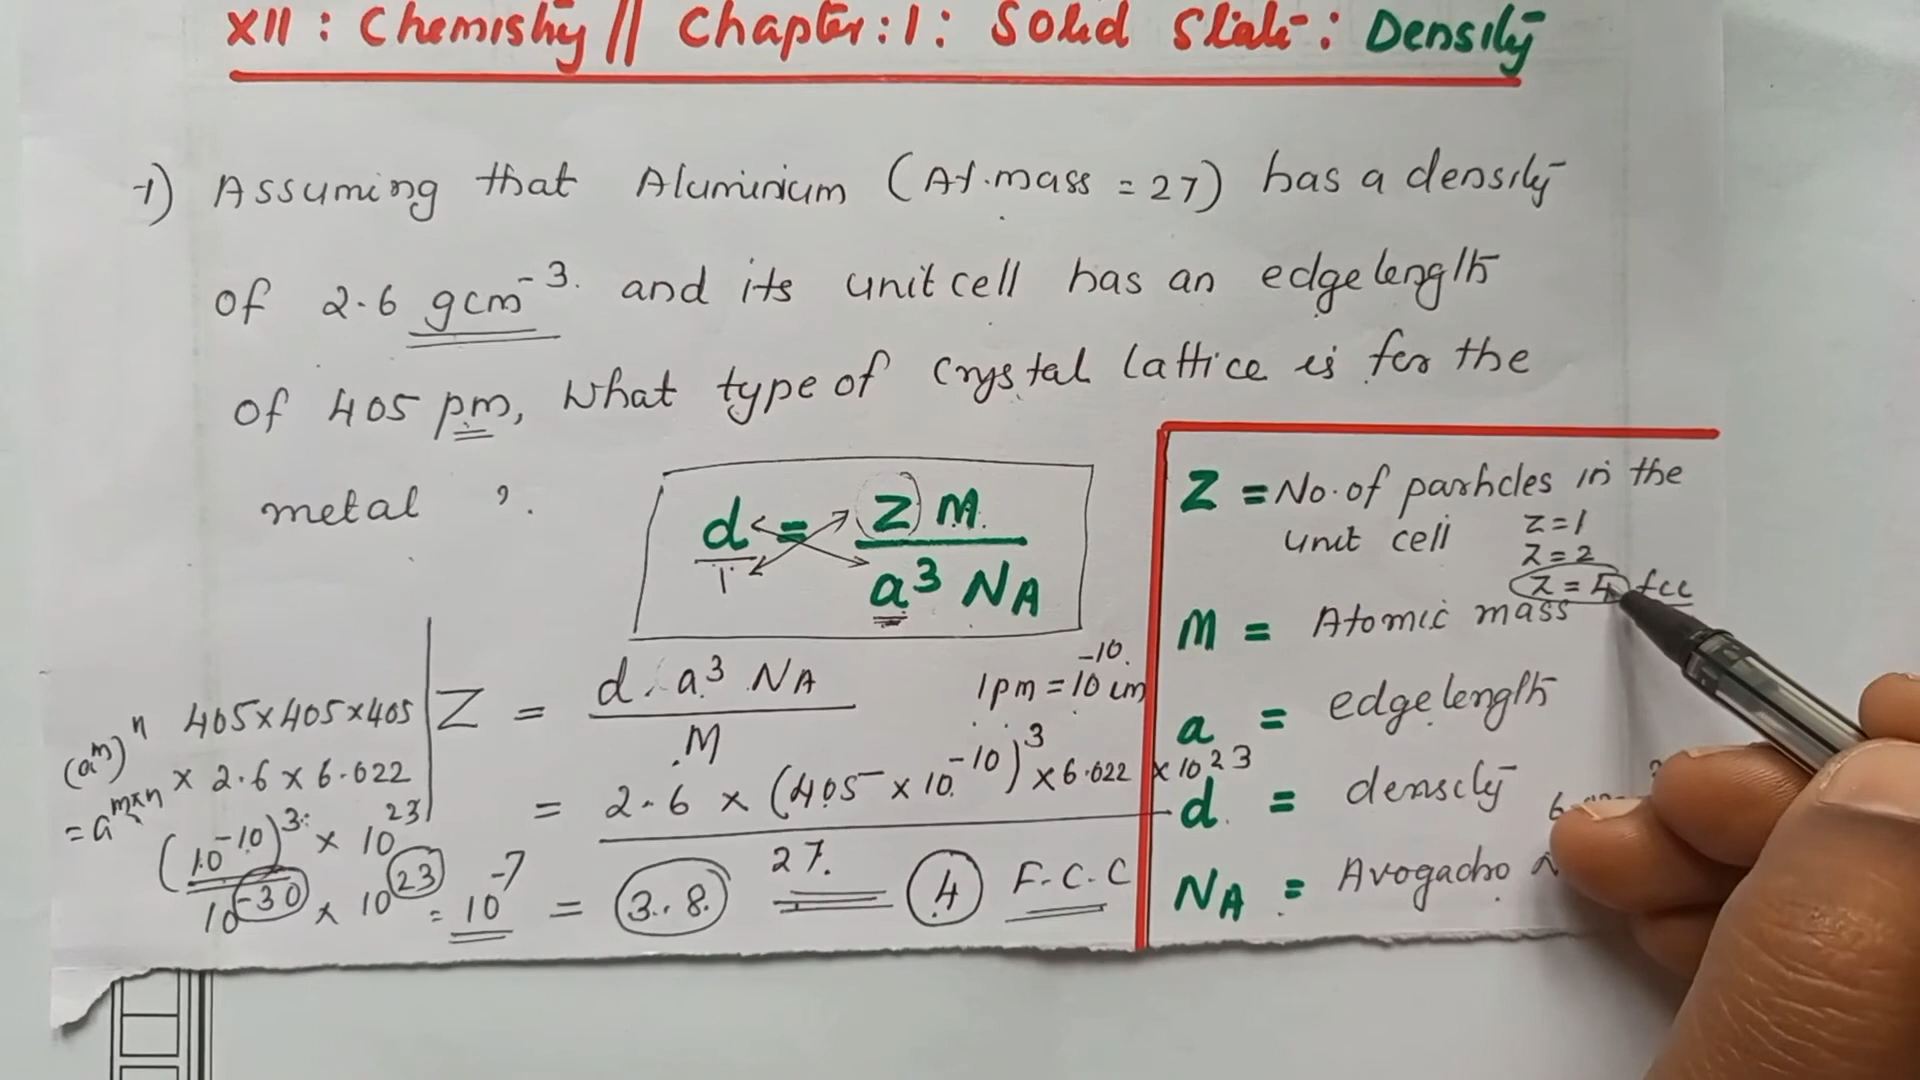 XII : Chemistry // Chapter : 1 : Solid State : Density
1) Assuming that Aluminium (At.mass = 27) has a density
of 2.6 gcm⁻³. and its unit cell has an edge length
of 405 pm, What type of Crystal lattice is for the
metal ?
d/1 = Z M / a³ NA
Z = No. of particles in the
unit cell
Z = 1
Z = 2
Z = 4 fcc
M = Atomic mass
a = edge length
d = density
NA = Avogadro
Z = d . a³ NA / M
1 pm = 10⁻¹⁰ cm
= 2.6 × (405 × 10⁻¹⁰)³ × 6.022 × 10²³ / 27.
= 3.8 4 F.C.C
405×405×405
× 2.6 × 6.022
(aᵐ)ⁿ
= aᵐˣⁿ
(10⁻¹⁰)³ × 10²³
10⁻³⁰ × 10²³ = 10⁻⁷